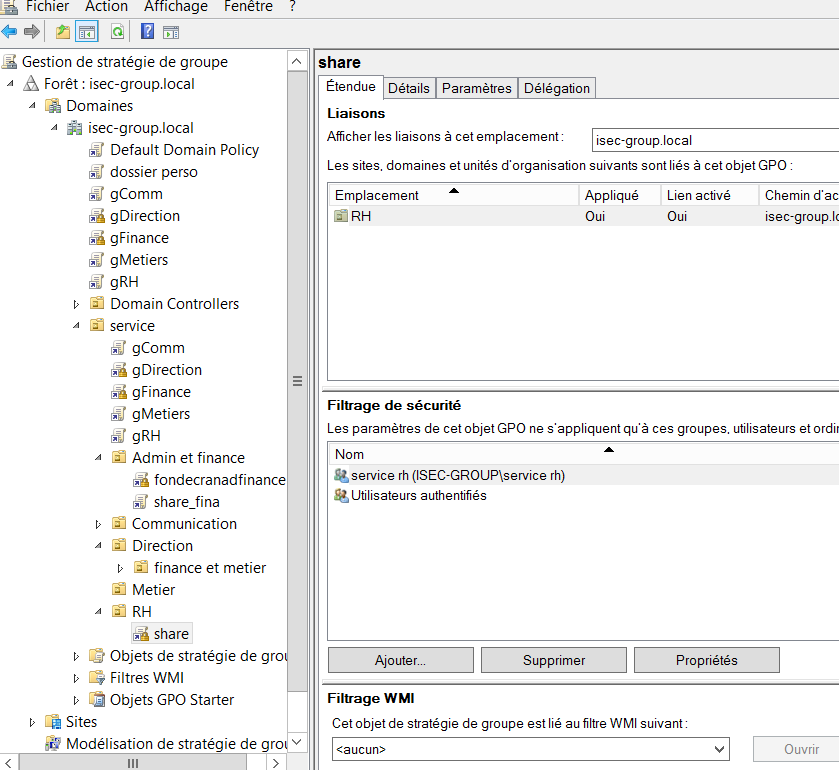 Fichier Action Affichage Fenêtre ?
Gestion de stratégie de groupe
Forêt : isec-group.local
Domaines
isec-group.local
Default Domain Policy
dossier perso
gComm
gDirection
gFinance
gMetiers
gRH
Domain Controllers
service
gComm
gDirection
gFinance
gMetiers
gRH
Admin et finance
fondecranadfinance
share_fina
Communication
Direction
finance et metier
Metier
RH
share
Objets de stratégie de grou
Filtres WMI
Objets GPO Starter
Sites
Modélisation de stratégie de grou
share
Étendue Détails Paramètres Délégation
Liaisons
Afficher les liaisons à cet emplacement : isec-group.local
Les sites, domaines et unités d'organisation suivants sont liés à cet objet GPO :
Emplacement Appliqué Lien activé Chemin d'ac
RH Oui Oui isec-group.lo
Filtrage de sécurité
Les paramètres de cet objet GPO ne s'appliquent qu'à ces groupes, utilisateurs et ordin
Nom
service rh (ISEC-GROUP\service rh)
Utilisateurs authentifiés
Ajouter... Supprimer Propriétés
Filtrage WMI
Cet objet de stratégie de groupe est lié au filtre WMI suivant :
<aucun> Ouvrir